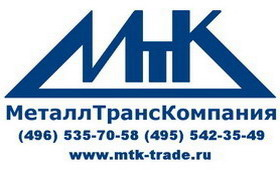 МТК
МеталлТрансКомпания
(496) 535-70-58 (495) 542-35-49
www.mtk-trade.ru